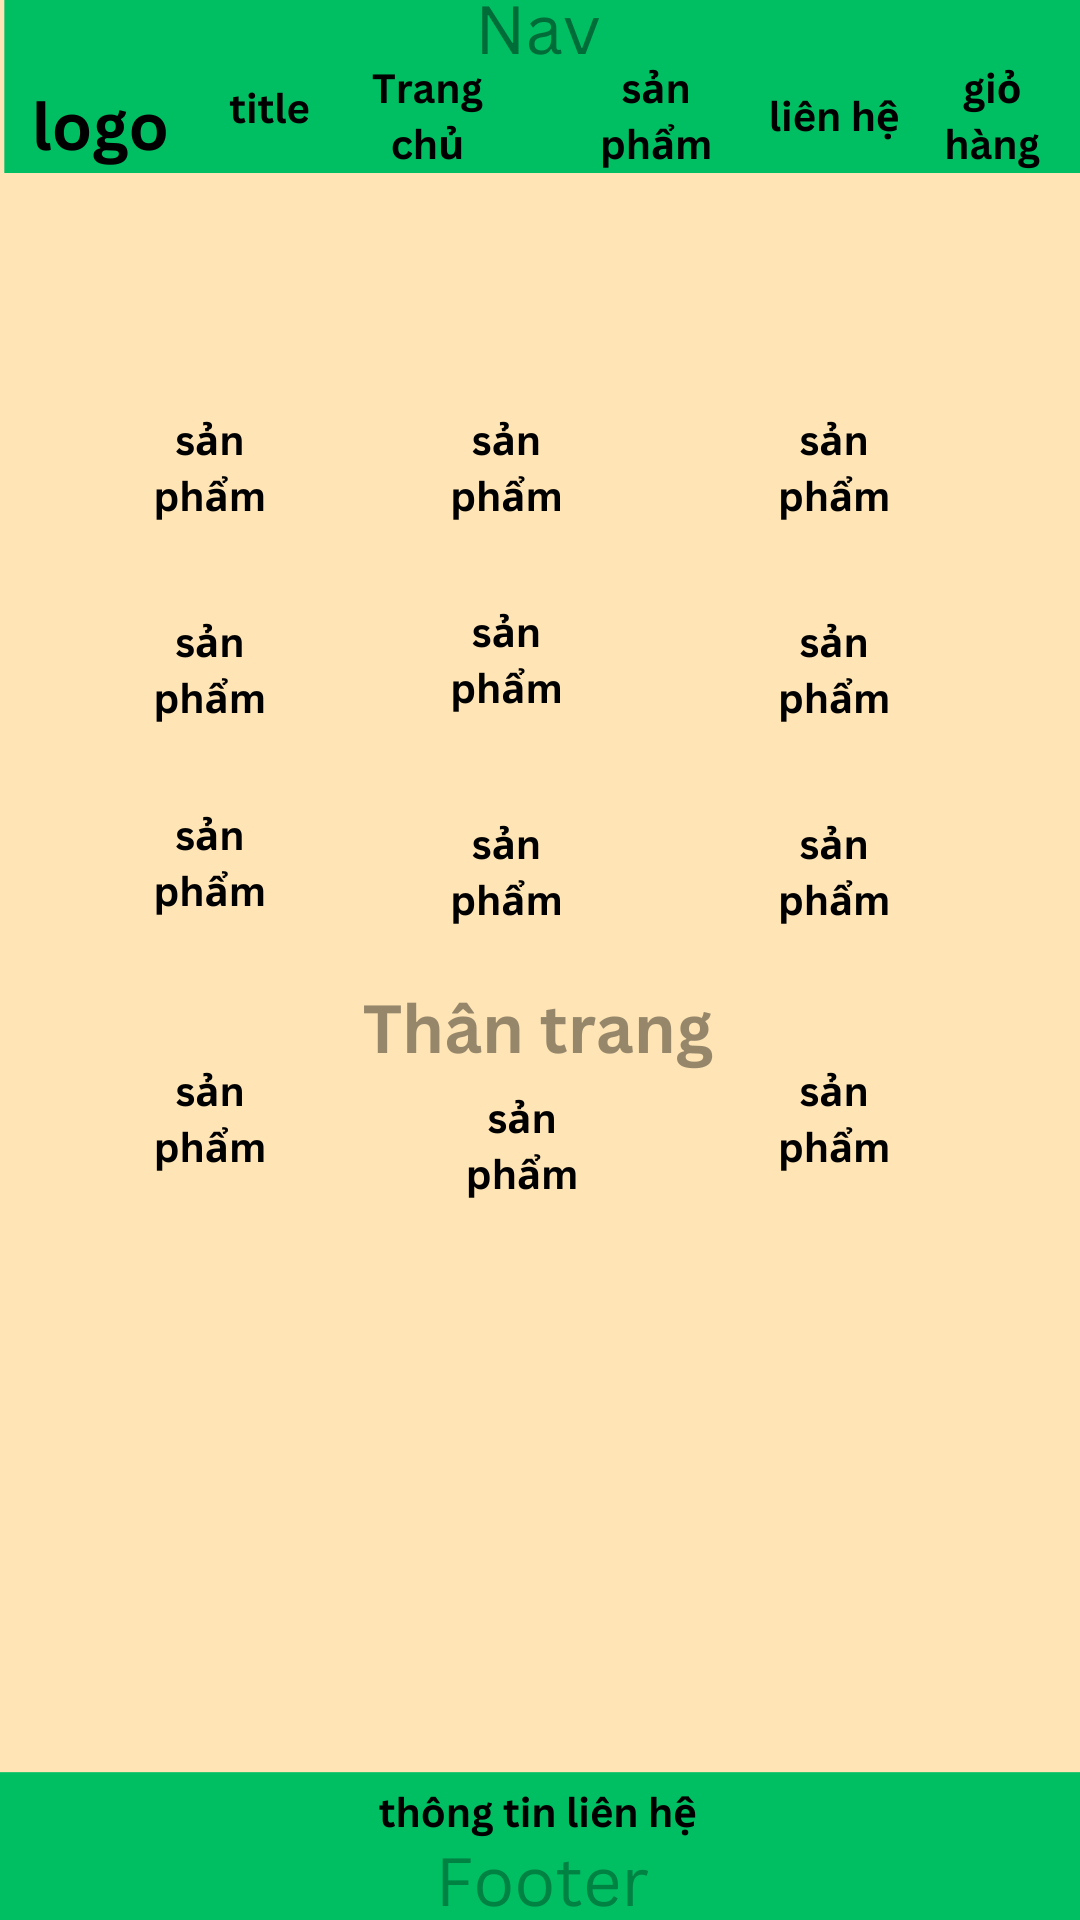 Nav
logo
title
Trang
chủ
sản
phẩm
liên hệ
giỏ
hàng
sản
phẩm
sản
phẩm
sản
phẩm
sản
phẩm
sản
phẩm
sản
phẩm
sản
phẩm
sản
phẩm
sản
phẩm
Thân trang
sản
phẩm
sản
phẩm
sản
phẩm
thông tin liên hệ
Footer